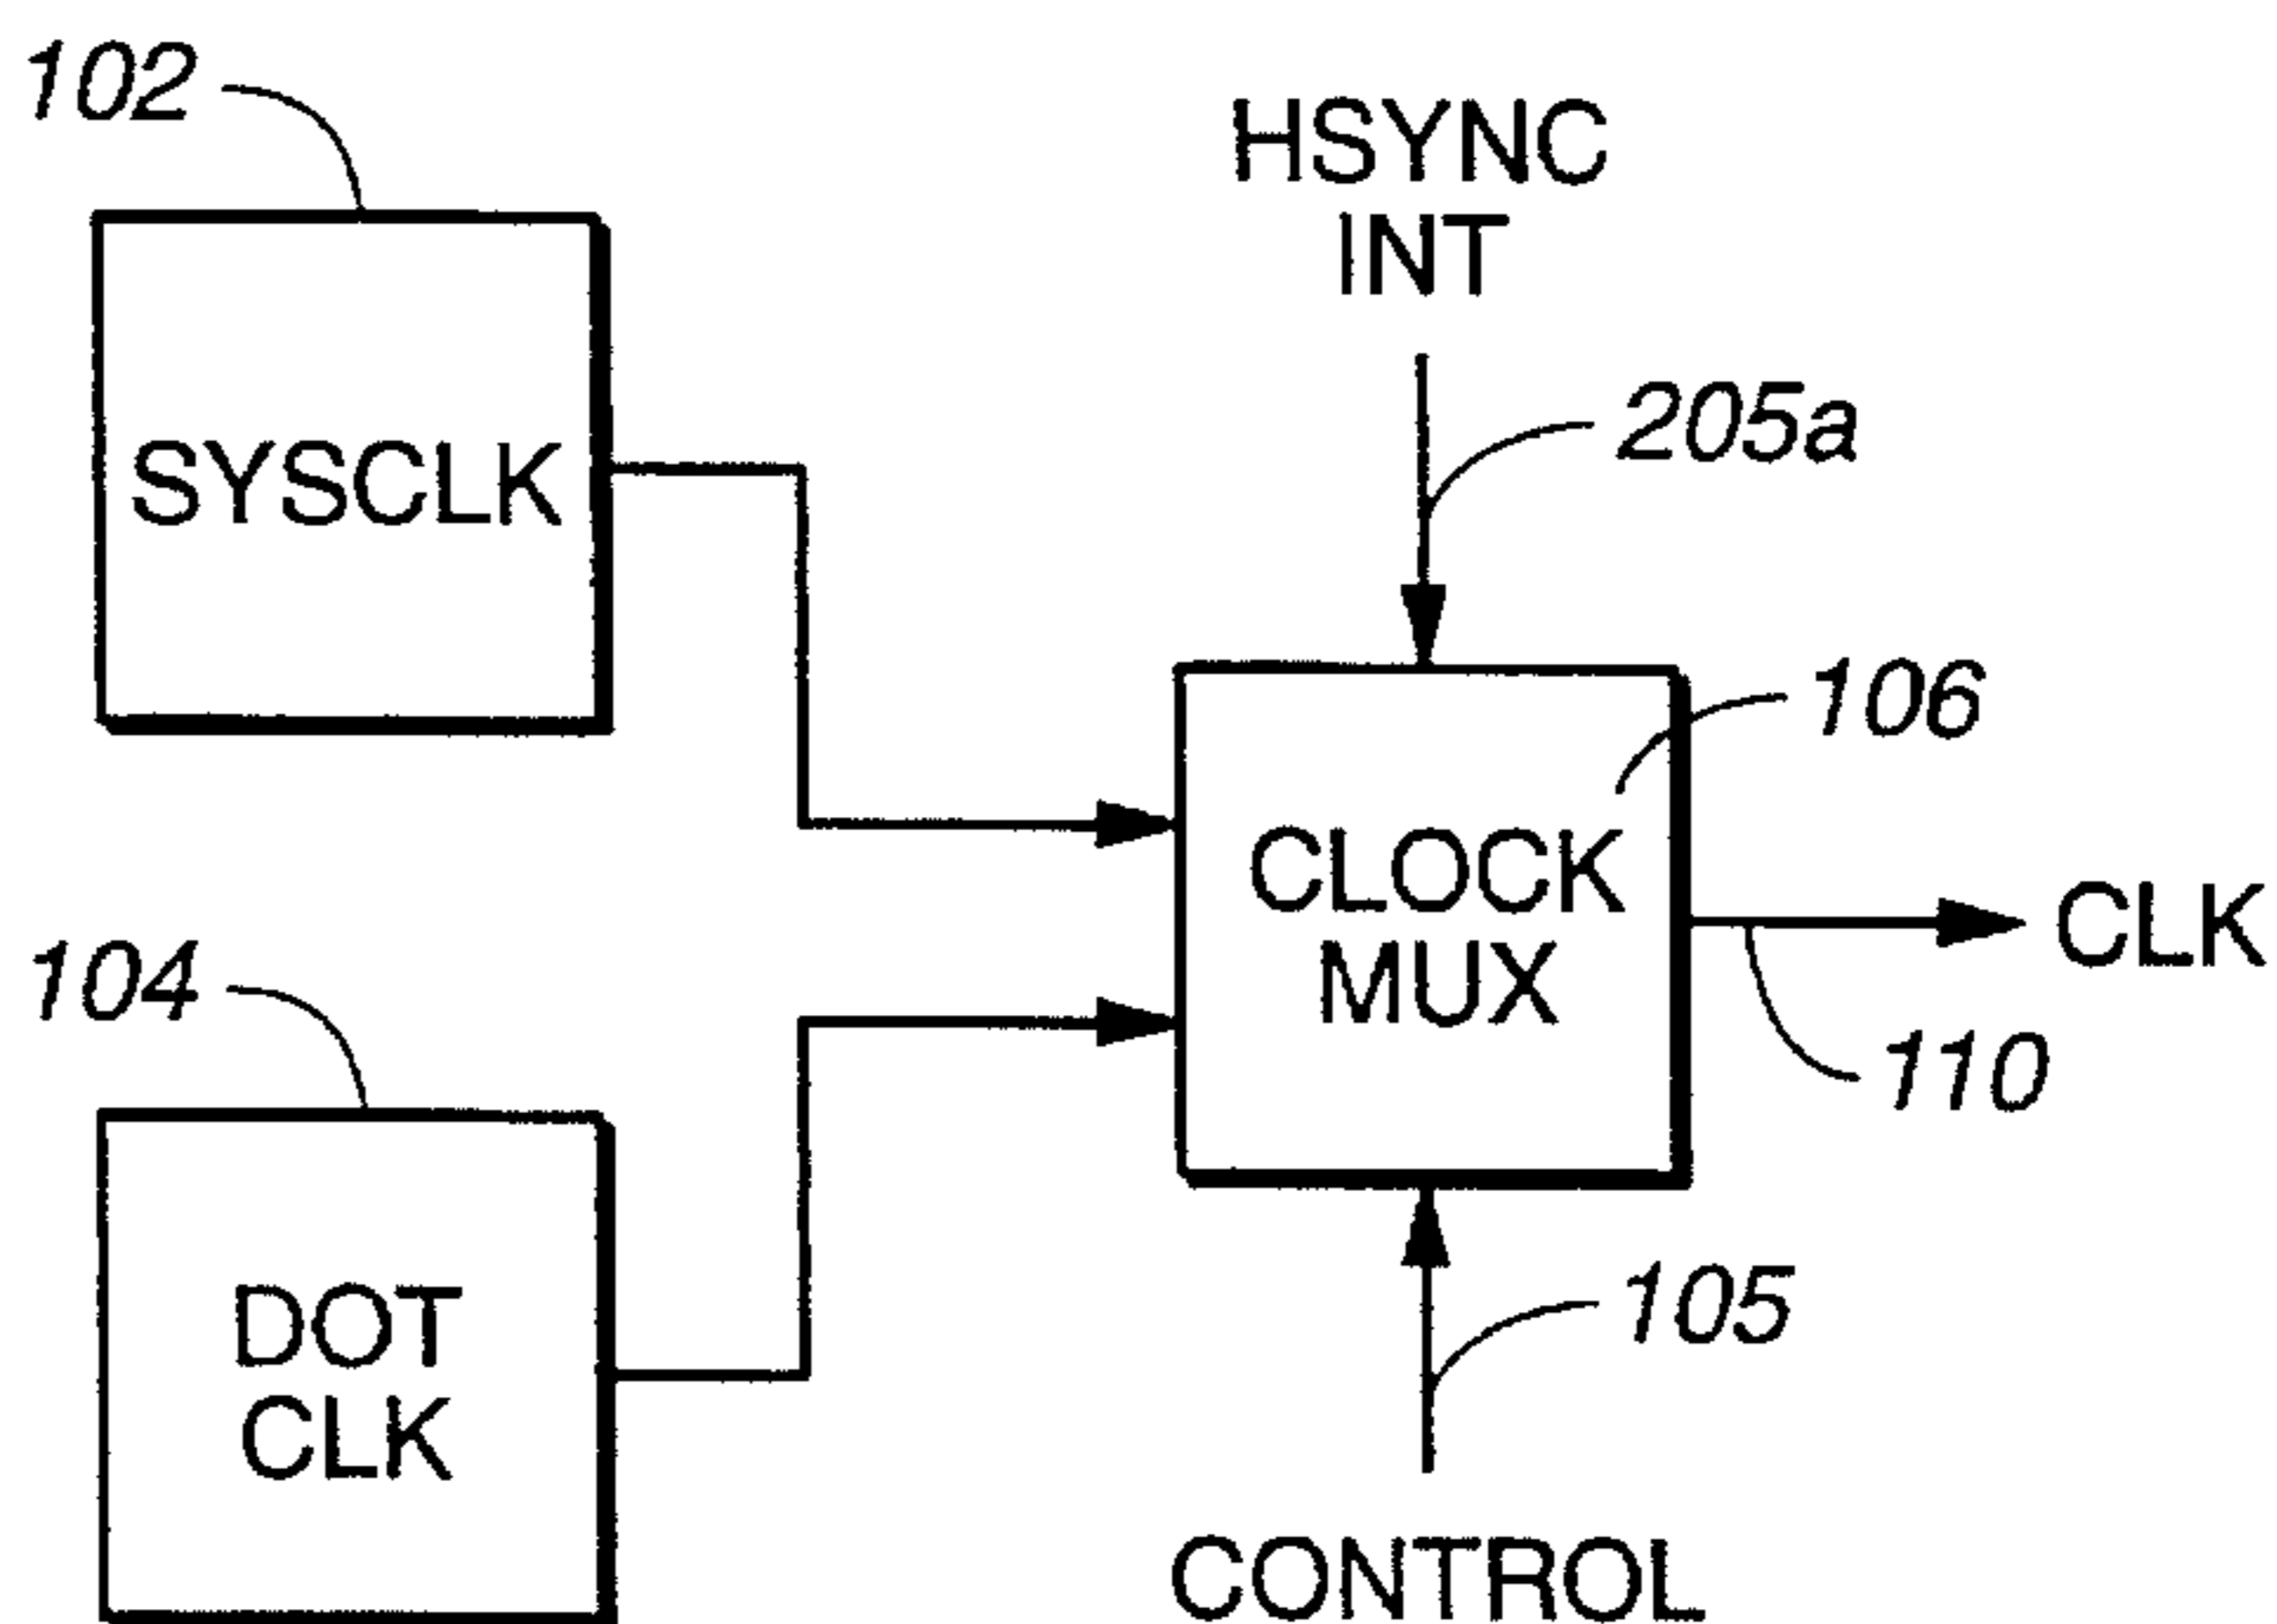 102
HSYNC
INT
205a
SYSCLK
106
CLOCK
MUX
CLK
104
110
105
DOT
CLK
CONTROL